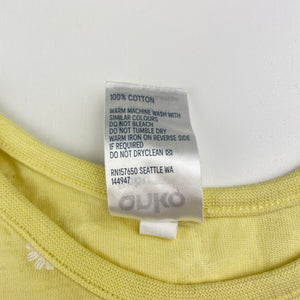 100% COTTON
WARM MACHINE WASH WITH
SIMILAR COLOURS
DO NOT BLEACH
DO NOT TUMBLE DRY
WARM IRON ON REVERSE SIDE
IF REQUIRED
DO NOT DRYCLEAN
RN157650 SEATTLE WA
144947
anko